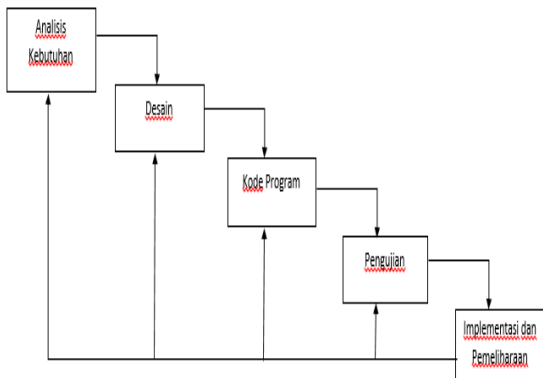 Analisis
Kebutuhan
Desain
Kode Program
Pengujian
Implementasi dan
Pemeliharaan